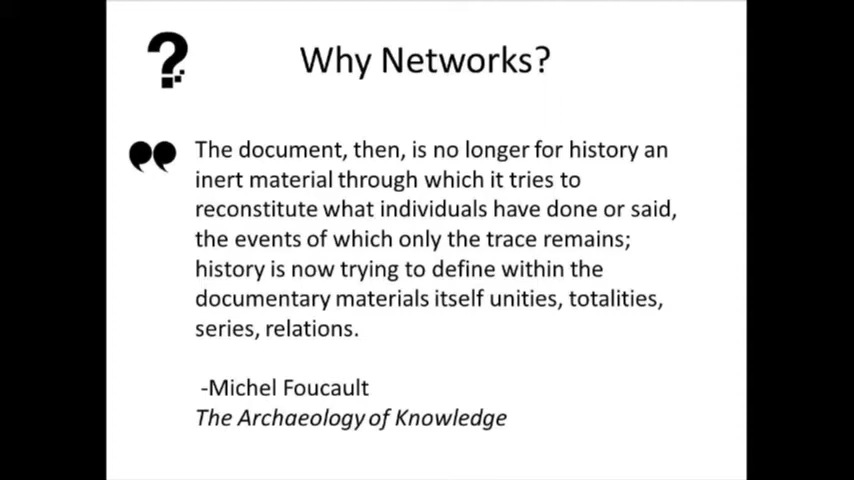 Why Networks?
The document, then, is no longer for history an
inert material through which it tries to
reconstitute what individuals have done or said,
the events of which only the trace remains;
history is now trying to define within the
documentary materials itself unities, totalities,
series, relations.
-Michel Foucault
The Archaeology of Knowledge